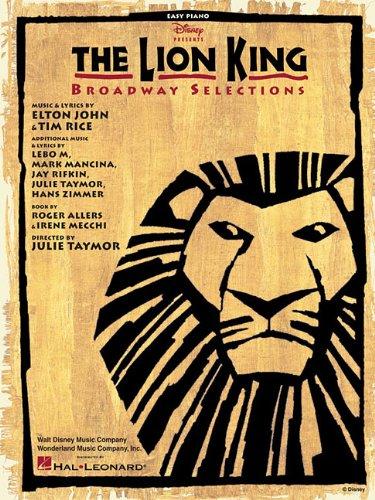 EASY PIANO
Disney
PRESENTS
THE LION KING
BROADWAY SELECTIONS
MUSIC & LYRICS BY
ELTON JOHN
& TIM RICE
ADDITIONAL MUSIC
& LYRICS BY
LEBO M,
MARK MANCINA,
JAY RIFKIN,
JULIE TAYMOR,
HANS ZIMMER
BOOK BY
ROGER ALLERS
& IRENE MECCHI
DIRECTED BY
JULIE TAYMOR
Walt Disney Music Company
Wonderland Music Company, Inc.
DISTRIBUTED BY
HAL•LEONARD®
© Disney